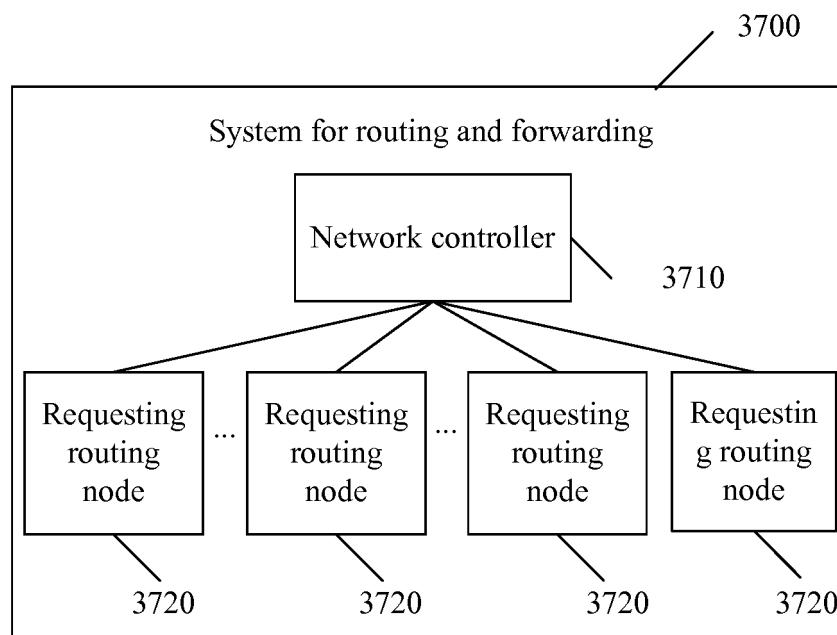 3700
System for routing and forwarding
Network controller
3710
Requesting
routing
node
...
Requesting
routing
node
...
Requesting
routing
node
Requestin
g routing
node
3720
3720
3720
3720